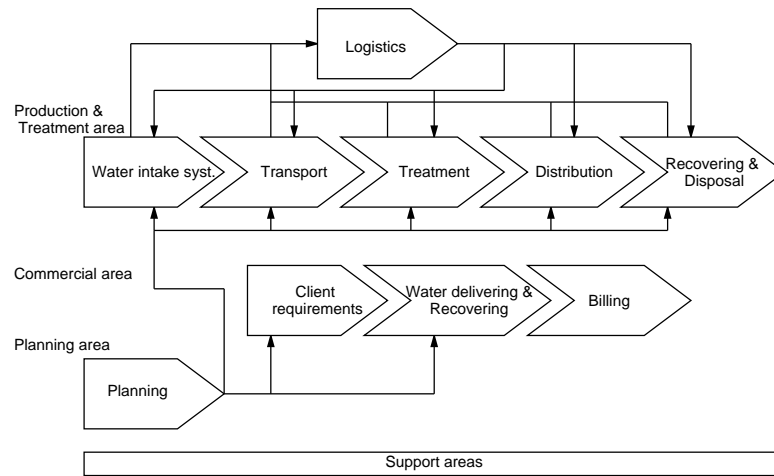 Logistics
Production &
Treatment area
Water intake syst.
Transport
Treatment
Distribution
Recovering &
Disposal
Commercial area
Client
requirements
Water delivering &
Recovering
Billing
Planning area
Planning
Support areas